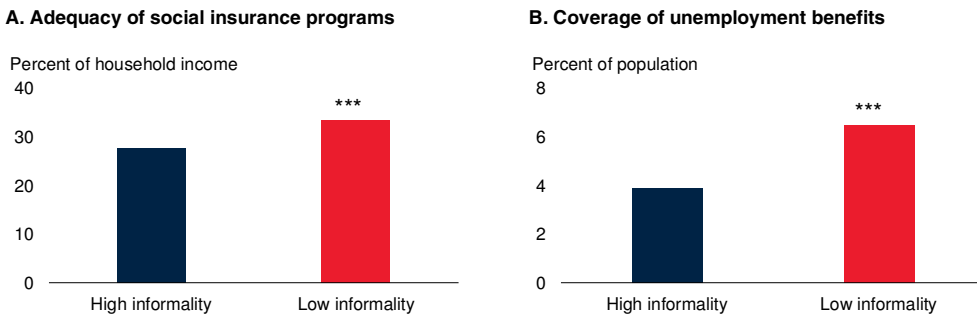 A. Adequacy of social insurance programs
Percent of household income
40
30
20
10
0
***
High informality Low informality
B. Coverage of unemployment benefits
Percent of population
8
6
4
2
0
***
High informality Low informality